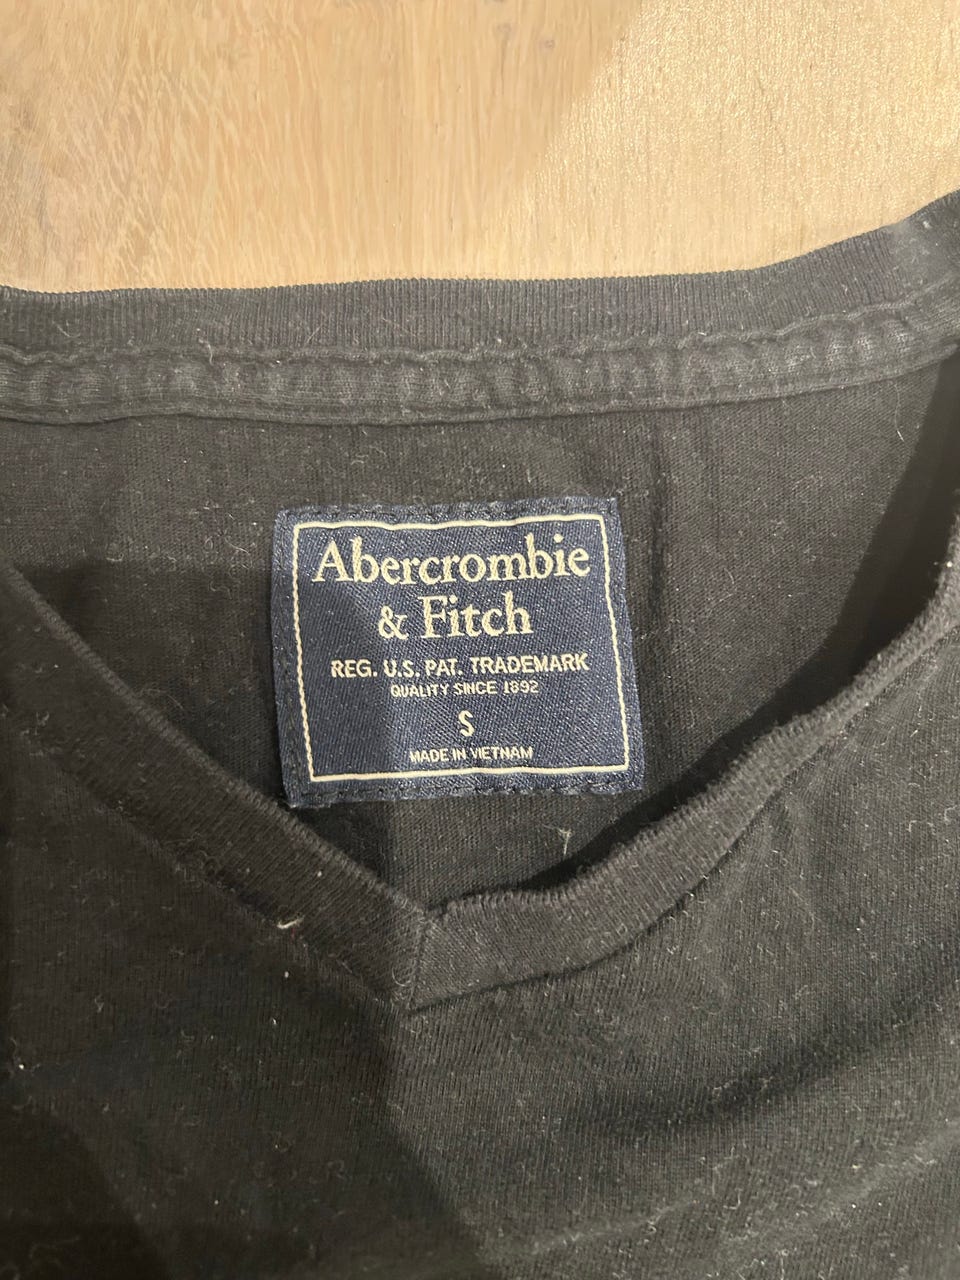 Abercrombie
& Fitch
REG. U.S. PAT. TRADEMARK
QUALITY SINCE 1892
S
MADE IN VIETNAM